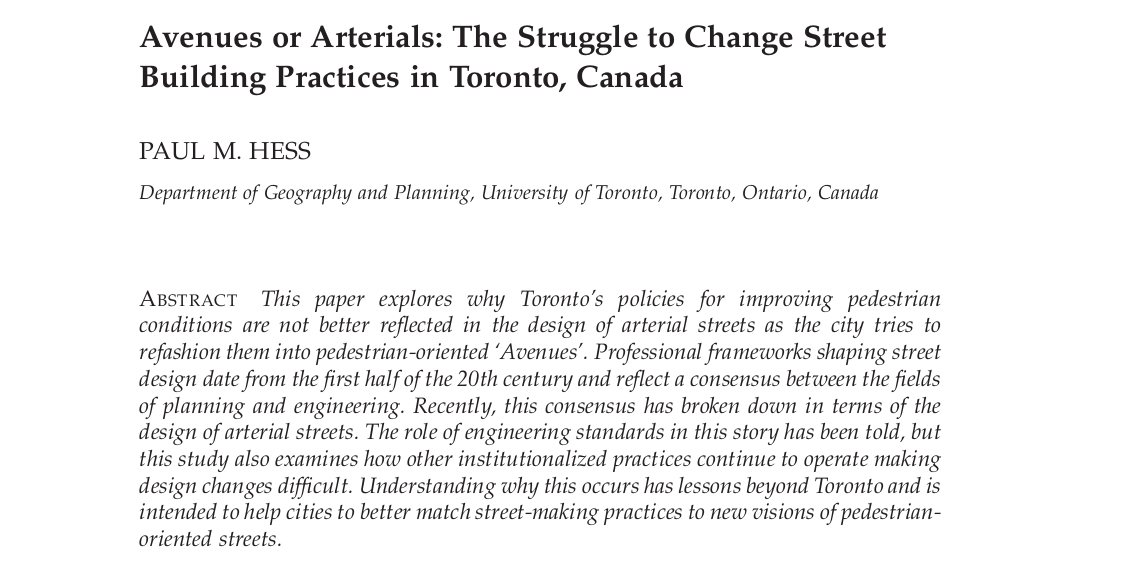 Avenues or Arterials: The Struggle to Change Street
Building Practices in Toronto, Canada
PAUL M. HESS
Department of Geography and Planning, University of Toronto, Toronto, Ontario, Canada
ABSTRACT This paper explores why Toronto's policies for improving pedestrian
conditions are not better reflected in the design of arterial streets as the city tries to
refashion them into pedestrian-oriented 'Avenues'. Professional frameworks shaping street
design date from the first half of the 20th century and reflect a consensus between the fields
of planning and engineering. Recently, this consensus has broken down in terms of the
design of arterial streets. The role of engineering standards in this story has been told, but
this study also examines how other institutionalized practices continue to operate making
design changes difficult. Understanding why this occurs has lessons beyond Toronto and is
intended to help cities to better match street-making practices to new visions of pedestrian-
oriented streets.